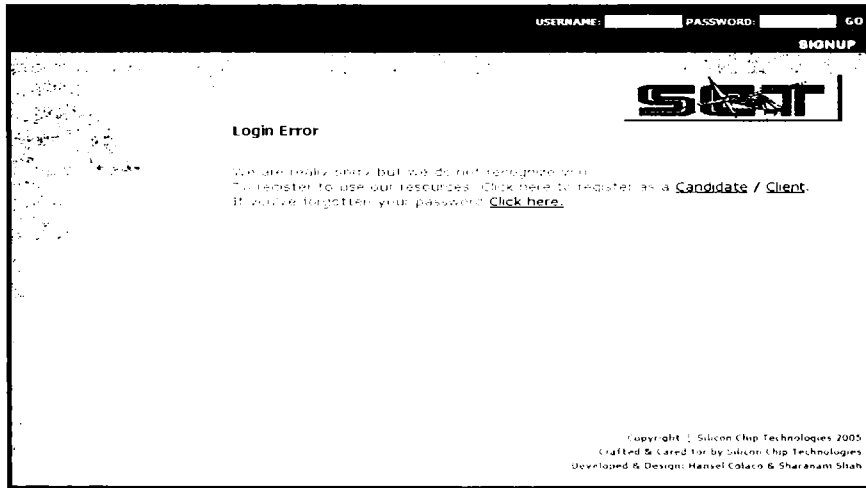 USERNAME: PASSWORD: GO
SIGNUP
SCT
Login Error
We are really sorry but we do not recognize you
To register to use our resources. Click here to register as a Candidate / Client.
If you've forgotten your password Click here.
Copyright | Silicon Chip Technologies 2005
Crafted & Cared for by Silicon Chip Technologies
Developed & Design: Hansel Colaco & Sharanam Shah